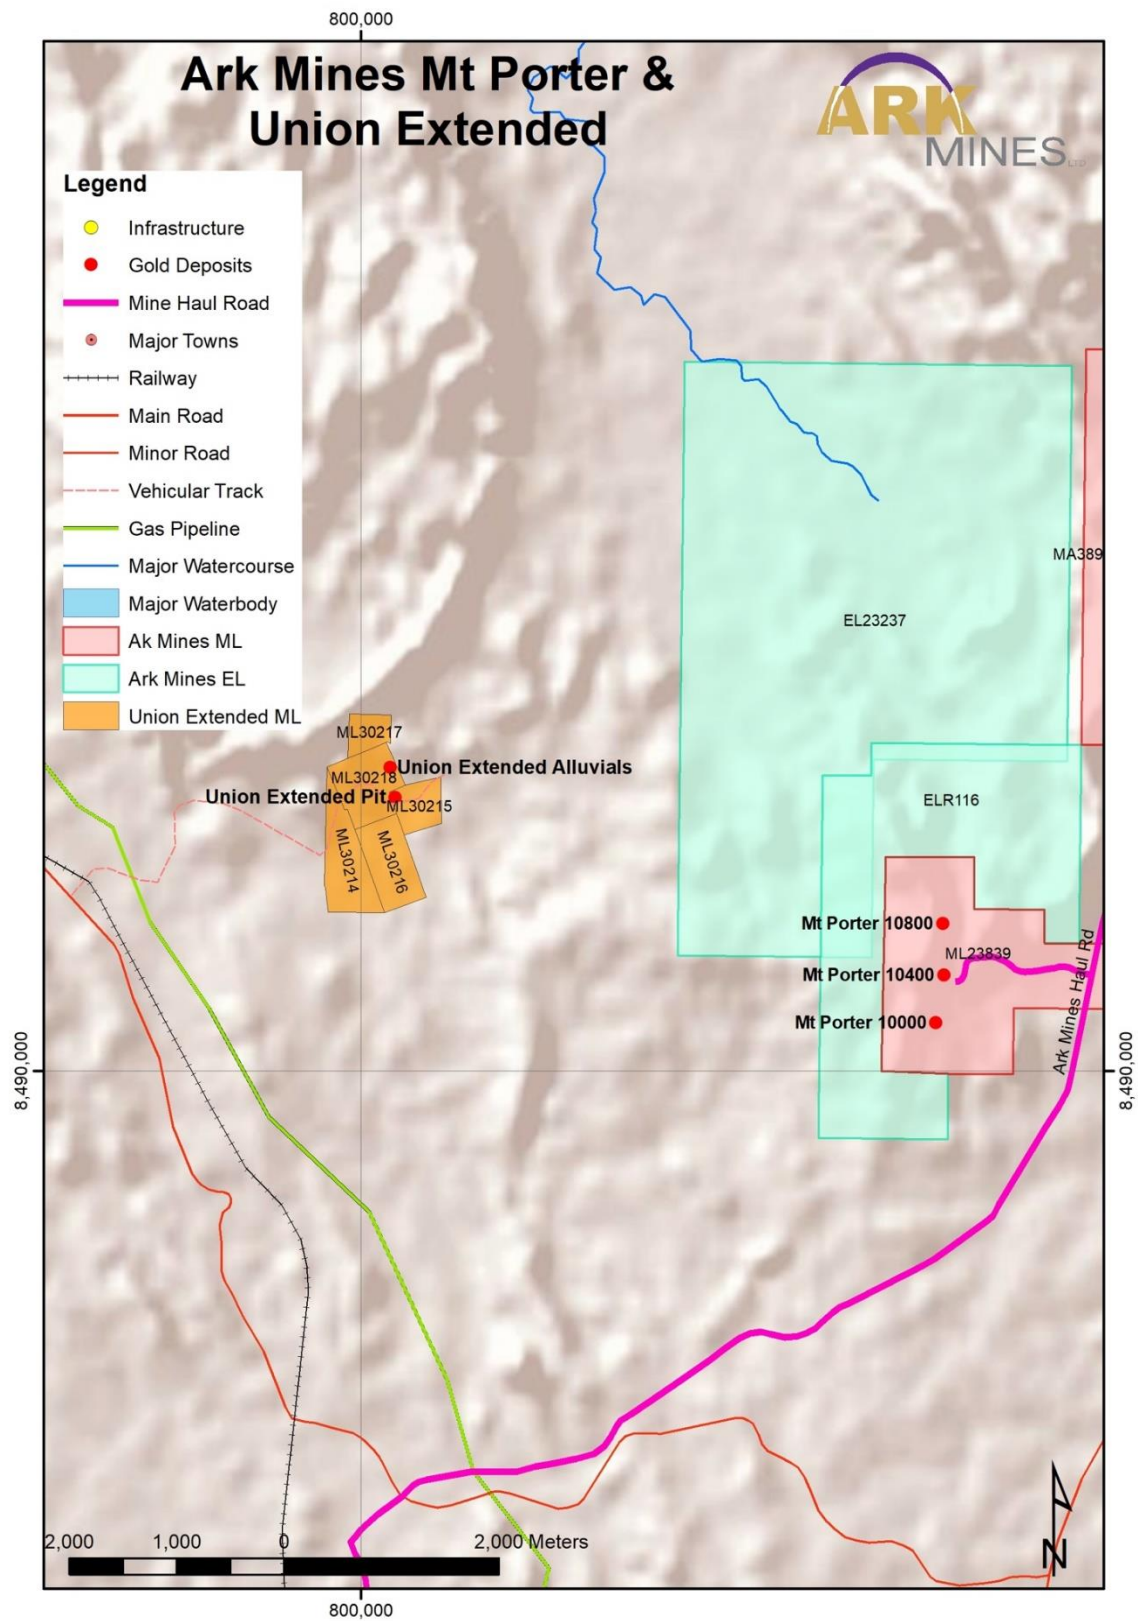 800,000
Ark Mines Mt Porter &
Union Extended
ARK
MINES LTD
Legend
Infrastructure
Gold Deposits
Mine Haul Road
Major Towns
Railway
Main Road
Minor Road
Vehicular Track
Gas Pipeline
Major Watercourse
Major Waterbody
Ak Mines ML
Ark Mines EL
Union Extended ML
MA389
EL23237
ML30217
Union Extended Alluvials
ML30218
Union Extended Pit
ML30215
ML30214
ML30216
ELR116
Mt Porter 10800
ML23839
Mt Porter 10400
Mt Porter 10000
Ark Mines Haul Rd
8,490,000
8,490,000
2,000 1,000 0 2,000 Meters
N
800,000